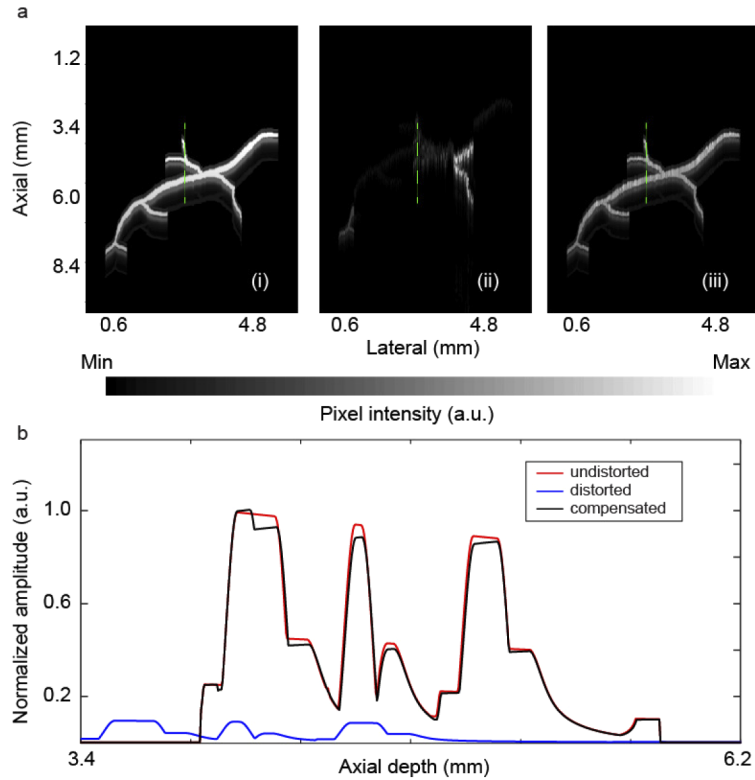 a
1.2
3.4
6.0
8.4
Axial (mm)
(i)
(ii)
(iii)
0.6
4.8
0.6
4.8
0.6
4.8
Lateral (mm)
Min
Max
Pixel intensity (a.u.)
b
undistorted
distorted
compensated
1.0
0.6
0.2
Normalized amplitude (a.u.)
3.4
6.2
Axial depth (mm)